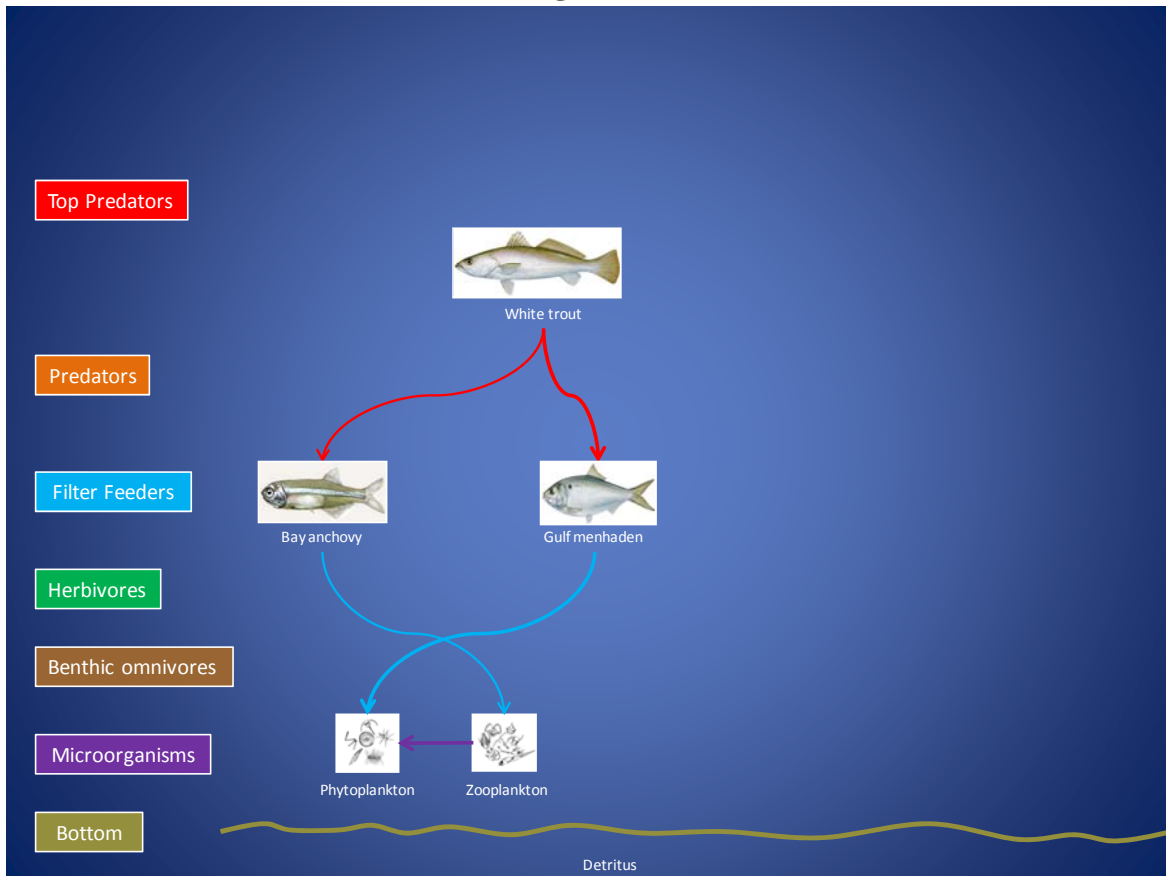 Top Predators
White trout
Predators
Filter Feeders
Bay anchovy
Gulf menhaden
Herbivores
Benthic omnivores
Microorganisms
Phytoplankton
Zooplankton
Bottom
Detritus